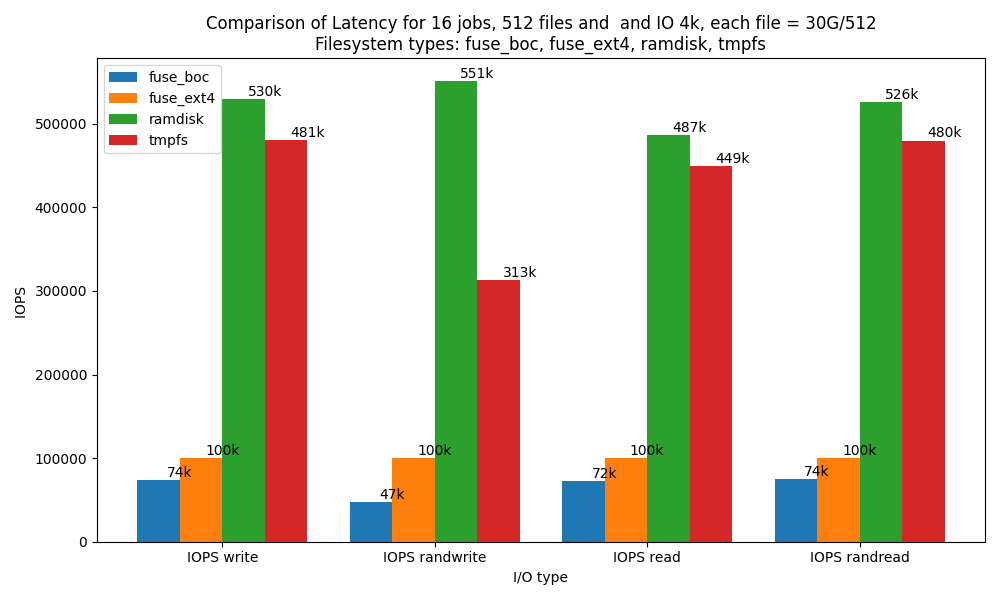 Comparison of Latency for 16 jobs, 512 files and  and IO 4k, each file = 30G/512
Filesystem types: fuse_boc, fuse_ext4, ramdisk, tmpfs
fuse_boc
fuse_ext4
ramdisk
tmpfs
IOPS
500000
400000
300000
200000
100000
0
74k
100k
530k
481k
47k
100k
551k
313k
72k
100k
487k
449k
74k
100k
526k
480k
IOPS write
IOPS randwrite
IOPS read
IOPS randread
I/O type